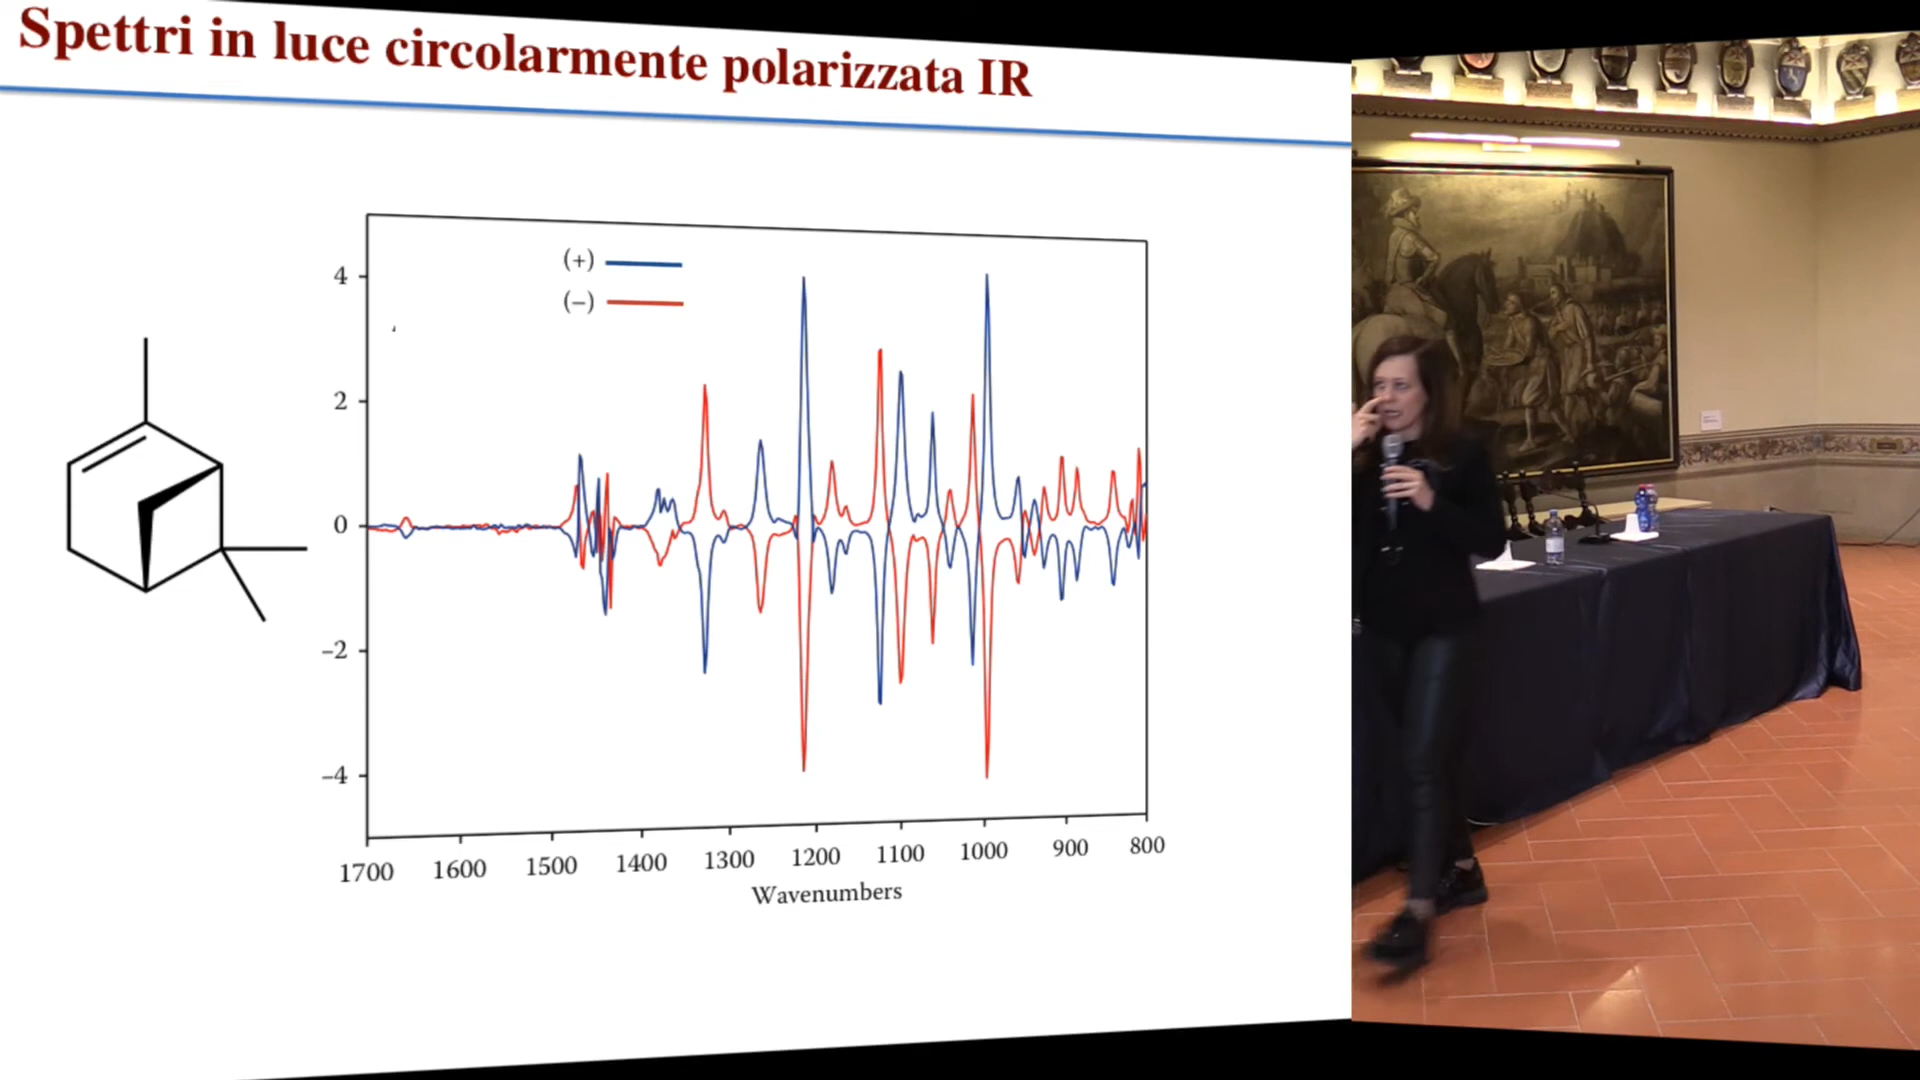 Spettri in luce circolarmente polarizzata IR
(+)
(−)
4
2
0
−2
−4
1700 1600 1500 1400 1300 1200 1100 1000 900 800
Wavenumbers